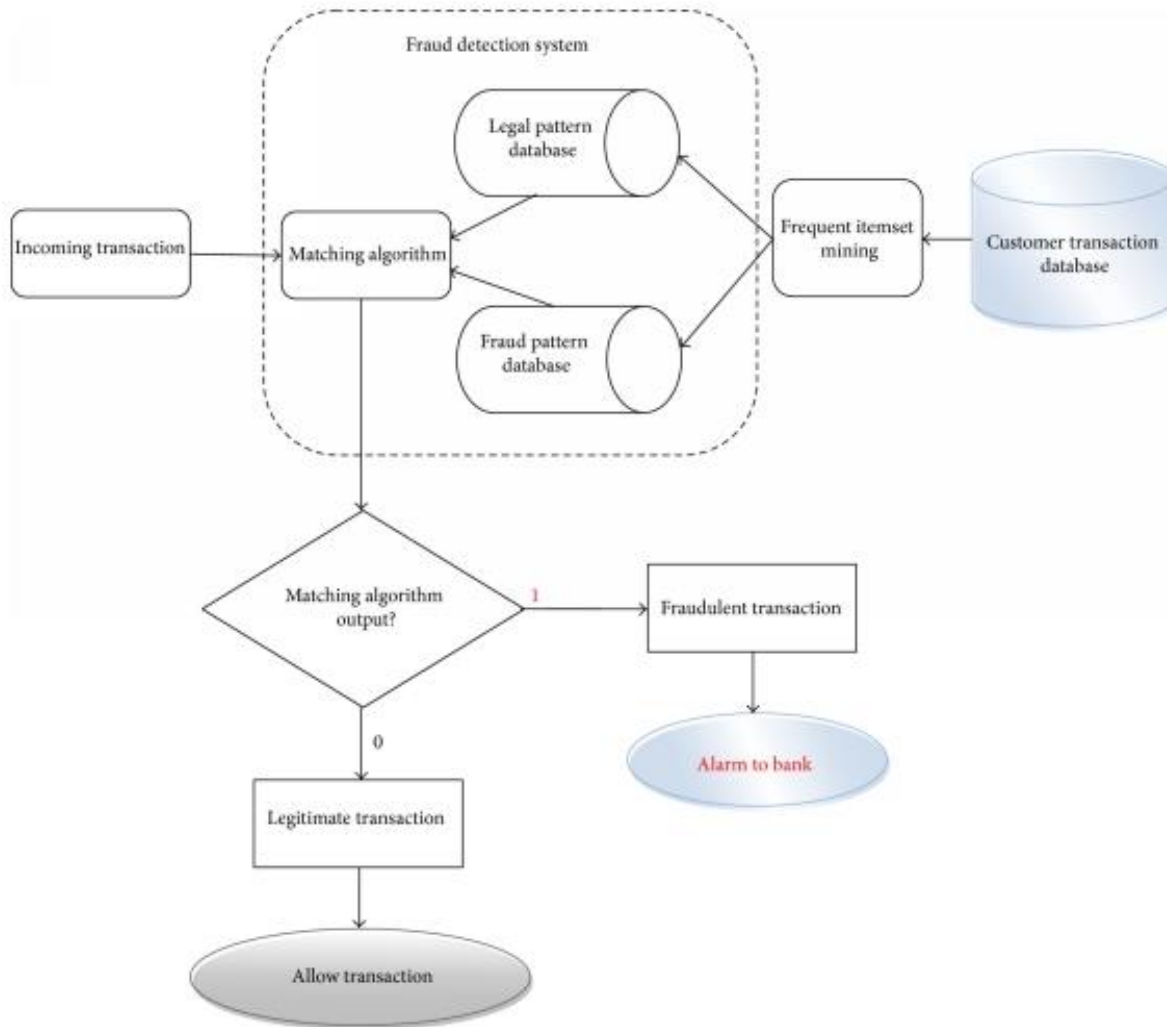 Fraud detection system
Legal pattern
database
Incoming transaction
Matching algorithm
Frequent itemset
mining
Customer transaction
database
Fraud pattern
database
Matching algorithm
output?
1
Fraudulent transaction
0
Alarm to bank
Legitimate transaction
Allow transaction